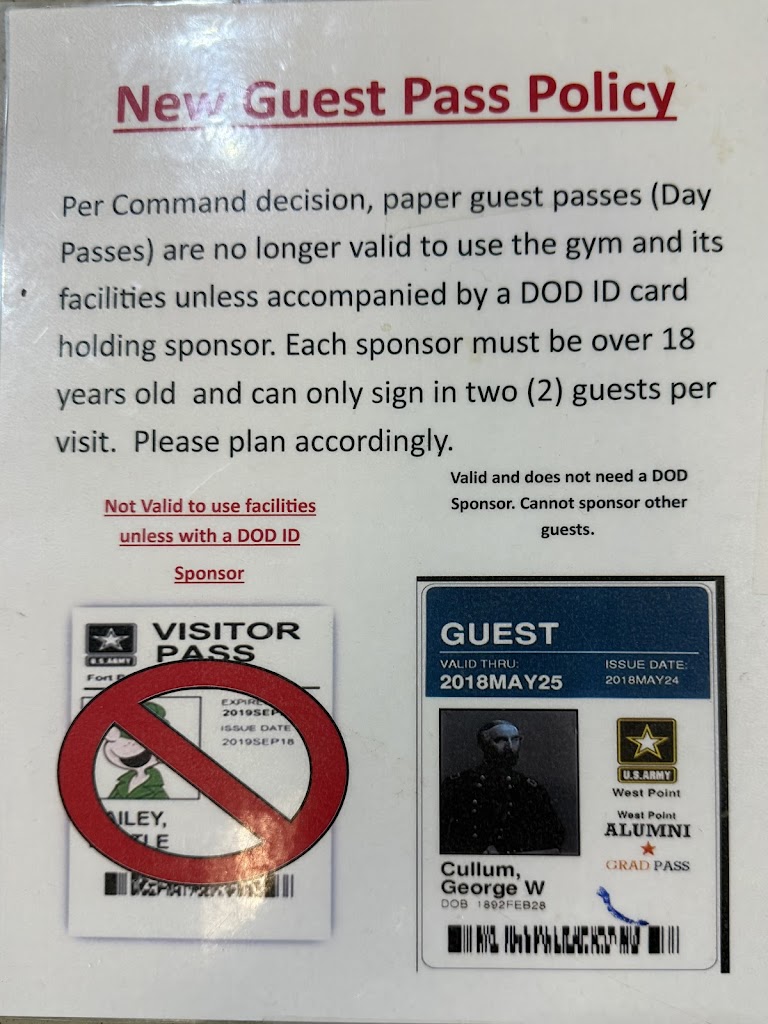 New Guest Pass Policy
Per Command decision, paper guest passes (Day
Passes) are no longer valid to use the gym and its
facilities unless accompanied by a DOD ID card
holding sponsor. Each sponsor must be over 18
years old and can only sign in two (2) guests per
visit. Please plan accordingly.
Not Valid to use facilities
unless with a DOD ID
Sponsor
Valid and does not need a DOD
Sponsor. Cannot sponsor other
guests.
U.S.ARMY
VISITOR
PASS
Fort
EXPIRE
2019SEP
ISSUE DATE
2019SEP18
AILEY,
TLE
GUEST
VALID THRU:
2018MAY25
ISSUE DATE:
2018MAY24
U.S.ARMY
West Point
West Point
ALUMNI
GRAD PASS
Cullum,
George W
DOB 1892FEB28